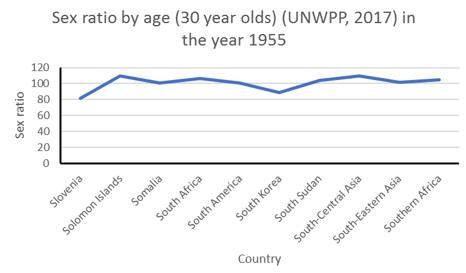 Sex ratio by age (30 year olds) (UNWPP, 2017) in
the year 1955
120
100
80
60
40
20
0
Sex ratio
Slovenia
Solomon Islands
Somalia
South Africa
South America
South Korea
South Sudan
South-Central Asia
South-Eastern Asia
Southern Africa
Country